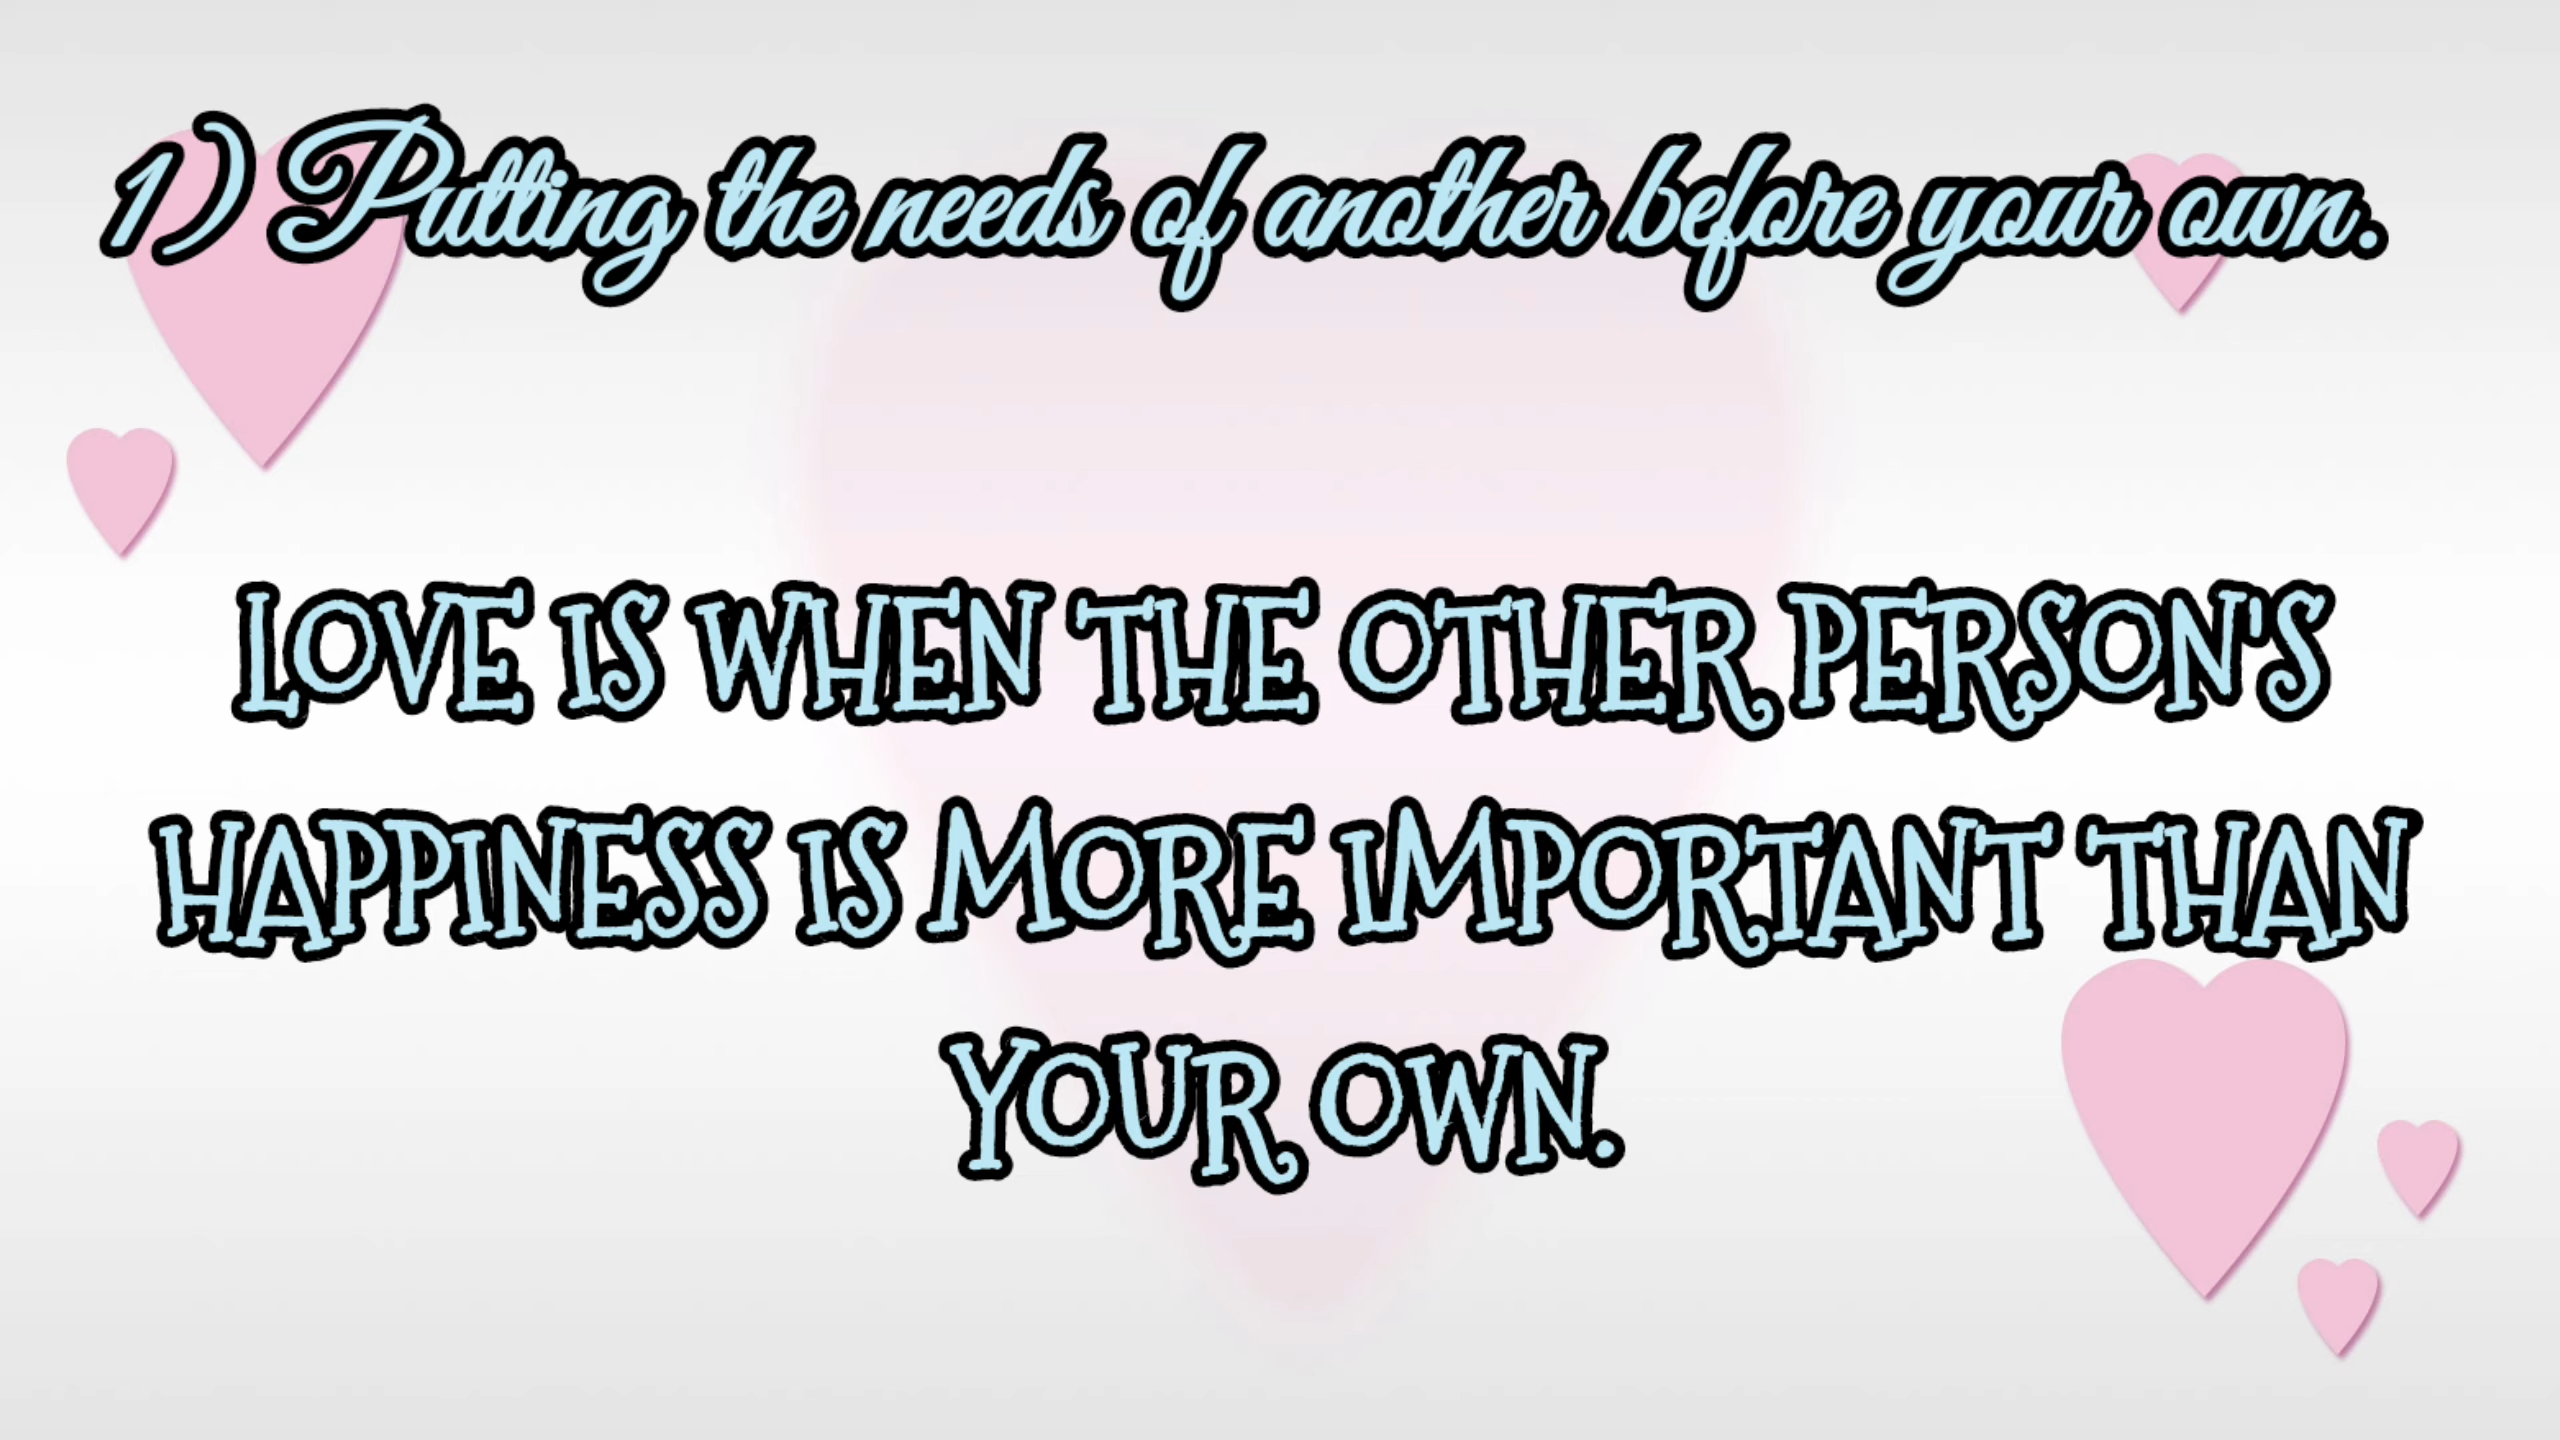 1) Putting the needs of another before your own.
LOVE IS WHEN THE OTHER PERSON'S
HAPPINESS IS MORE IMPORTANT THAN
YOUR OWN.